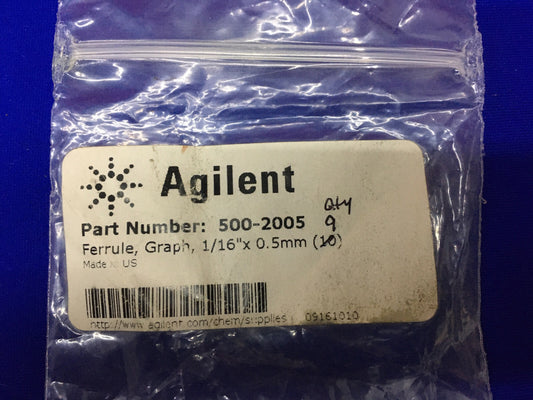 Agilent
Qty
Part Number: 500-2005 9
Ferrule, Graph, 1/16"x 0.5mm (10)
Made in US
http://www.agilent.com/chem/supplies 09161010